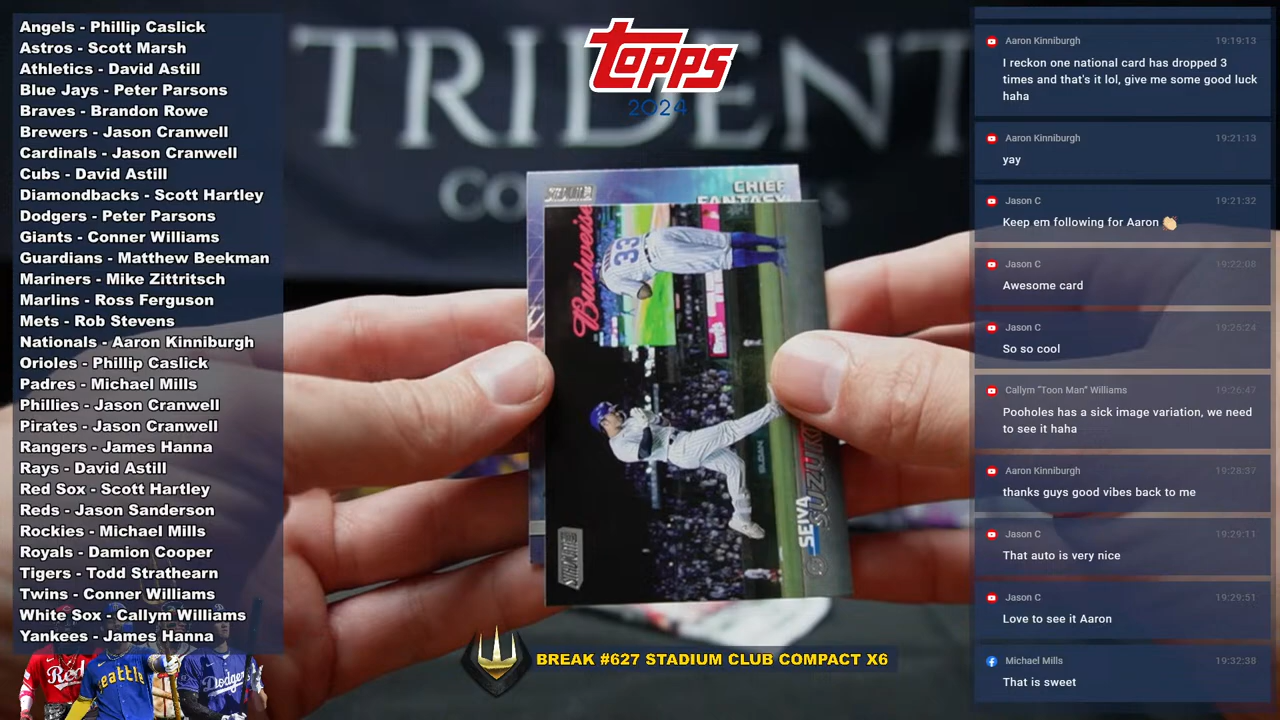 Angels - Phillip Caslick
Astros - Scott Marsh
Athletics - David Astill
Blue Jays - Peter Parsons
Braves - Brandon Rowe
Brewers - Jason Cranwell
Cardinals - Jason Cranwell
Cubs - David Astill
Diamondbacks - Scott Hartley
Dodgers - Peter Parsons
Giants - Conner Williams
Guardians - Matthew Beekman
Mariners - Mike Zittritsch
Marlins - Ross Ferguson
Mets - Rob Stevens
Nationals - Aaron Kinniburgh
Orioles - Phillip Caslick
Padres - Michael Mills
Phillies - Jason Cranwell
Pirates - Jason Cranwell
Rangers - James Hanna
Rays - David Astill
Red Sox - Scott Hartley
Reds - Jason Sanderson
Rockies - Michael Mills
Royals - Damion Cooper
Tigers - Todd Strathearn
Twins - Conner Williams
White Sox - Callym Williams
Yankees - James Hanna
Reds
Seattle
Dodgers
TRIDENT
Topps
2024
CHIEF
FANTASY
Budweiser
33
SEIYA
SUZUKI
BREAK #627 STADIUM CLUB COMPACT X6
Aaron Kinniburgh 19:19:13
I reckon one national card has dropped 3
times and that's it lol, give me some good luck
haha
Aaron Kinniburgh 19:21:13
yay
Jason C 19:21:32
Keep em following for Aaron 👏
Jason C 19:22:08
Awesome card
Jason C 19:25:24
So so cool
Callym "Toon Man" Williams 19:26:47
Pooholes has a sick image variation, we need
to see it haha
Aaron Kinniburgh 19:28:37
thanks guys good vibes back to me
Jason C 19:29:11
That auto is very nice
Jason C 19:29:51
Love to see it Aaron
Michael Mills 19:32:38
That is sweet